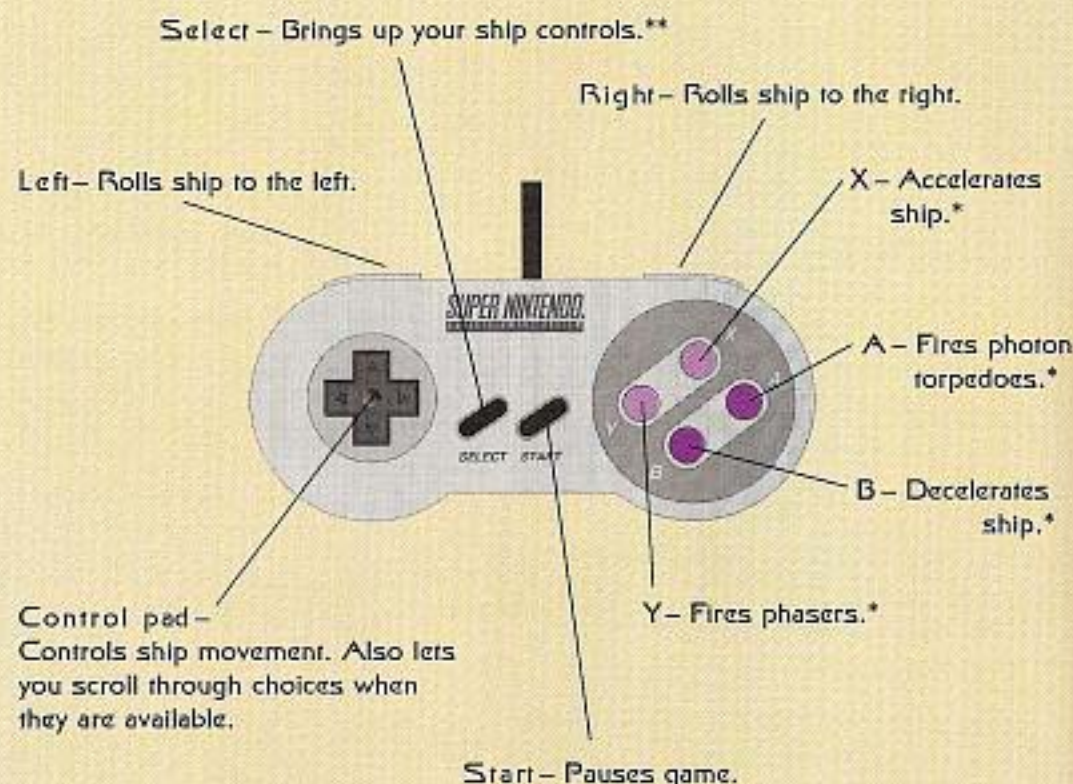 Select – Brings up your ship controls.**
Right – Rolls ship to the right.
Left – Rolls ship to the left.
X – Accelerates
ship.*
SUPER NINTENDO
A – Fires photon
torpedoes.*
SELECT START
X
A
Y
B
B – Decelerates
ship.*
Y – Fires phasers.*
Control pad –
Controls ship movement. Also lets
you scroll through choices when
they are available.
Start – Pauses game.